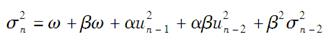 σ²ₙ = ω + βω + αu²ₙ₋₁ + αβu²ₙ₋₂ + β²σ²ₙ₋₂